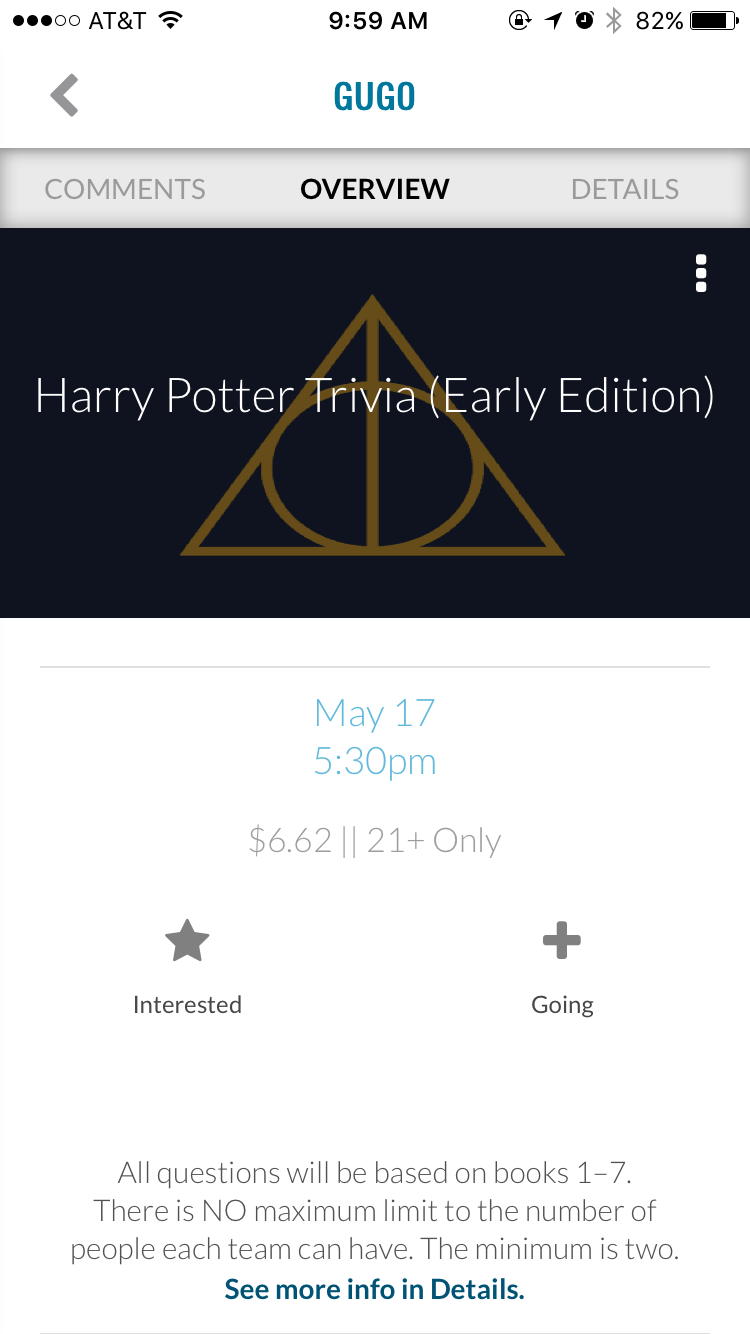 AT&T 9:59 AM 82%
GUGO
COMMENTS OVERVIEW DETAILS
Harry Potter Trivia (Early Edition)
May 17
5:30pm
$6.62 || 21+ Only
Interested Going
All questions will be based on books 1–7.
There is NO maximum limit to the number of
people each team can have. The minimum is two.
See more info in Details.